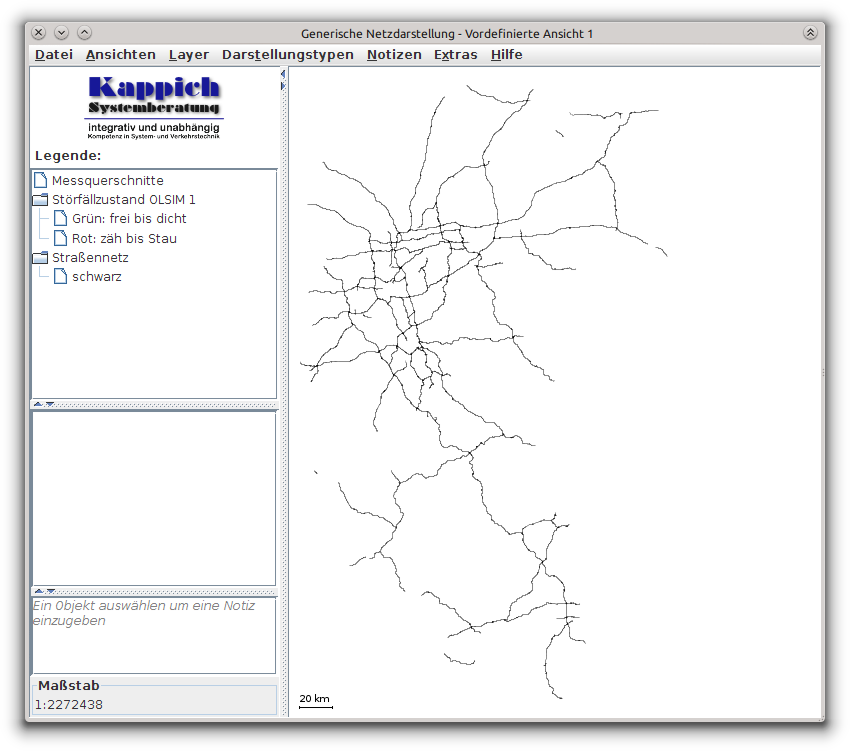 Generische Netzdarstellung - Vordefinierte Ansicht 1
Datei Ansichten Layer Darstellungstypen Notizen Extras Hilfe
Kappich
Systemberatung
integrativ und unabhängig
Kompetenz in System- und Verkehrstechnik
Legende:
Messquerschnitte
Störfällzustand OLSIM 1
Grün: frei bis dicht
Rot: zäh bis Stau
Straßennetz
schwarz
Ein Objekt auswählen um eine Notiz
einzugeben
Maßstab
1:2272438
20 km